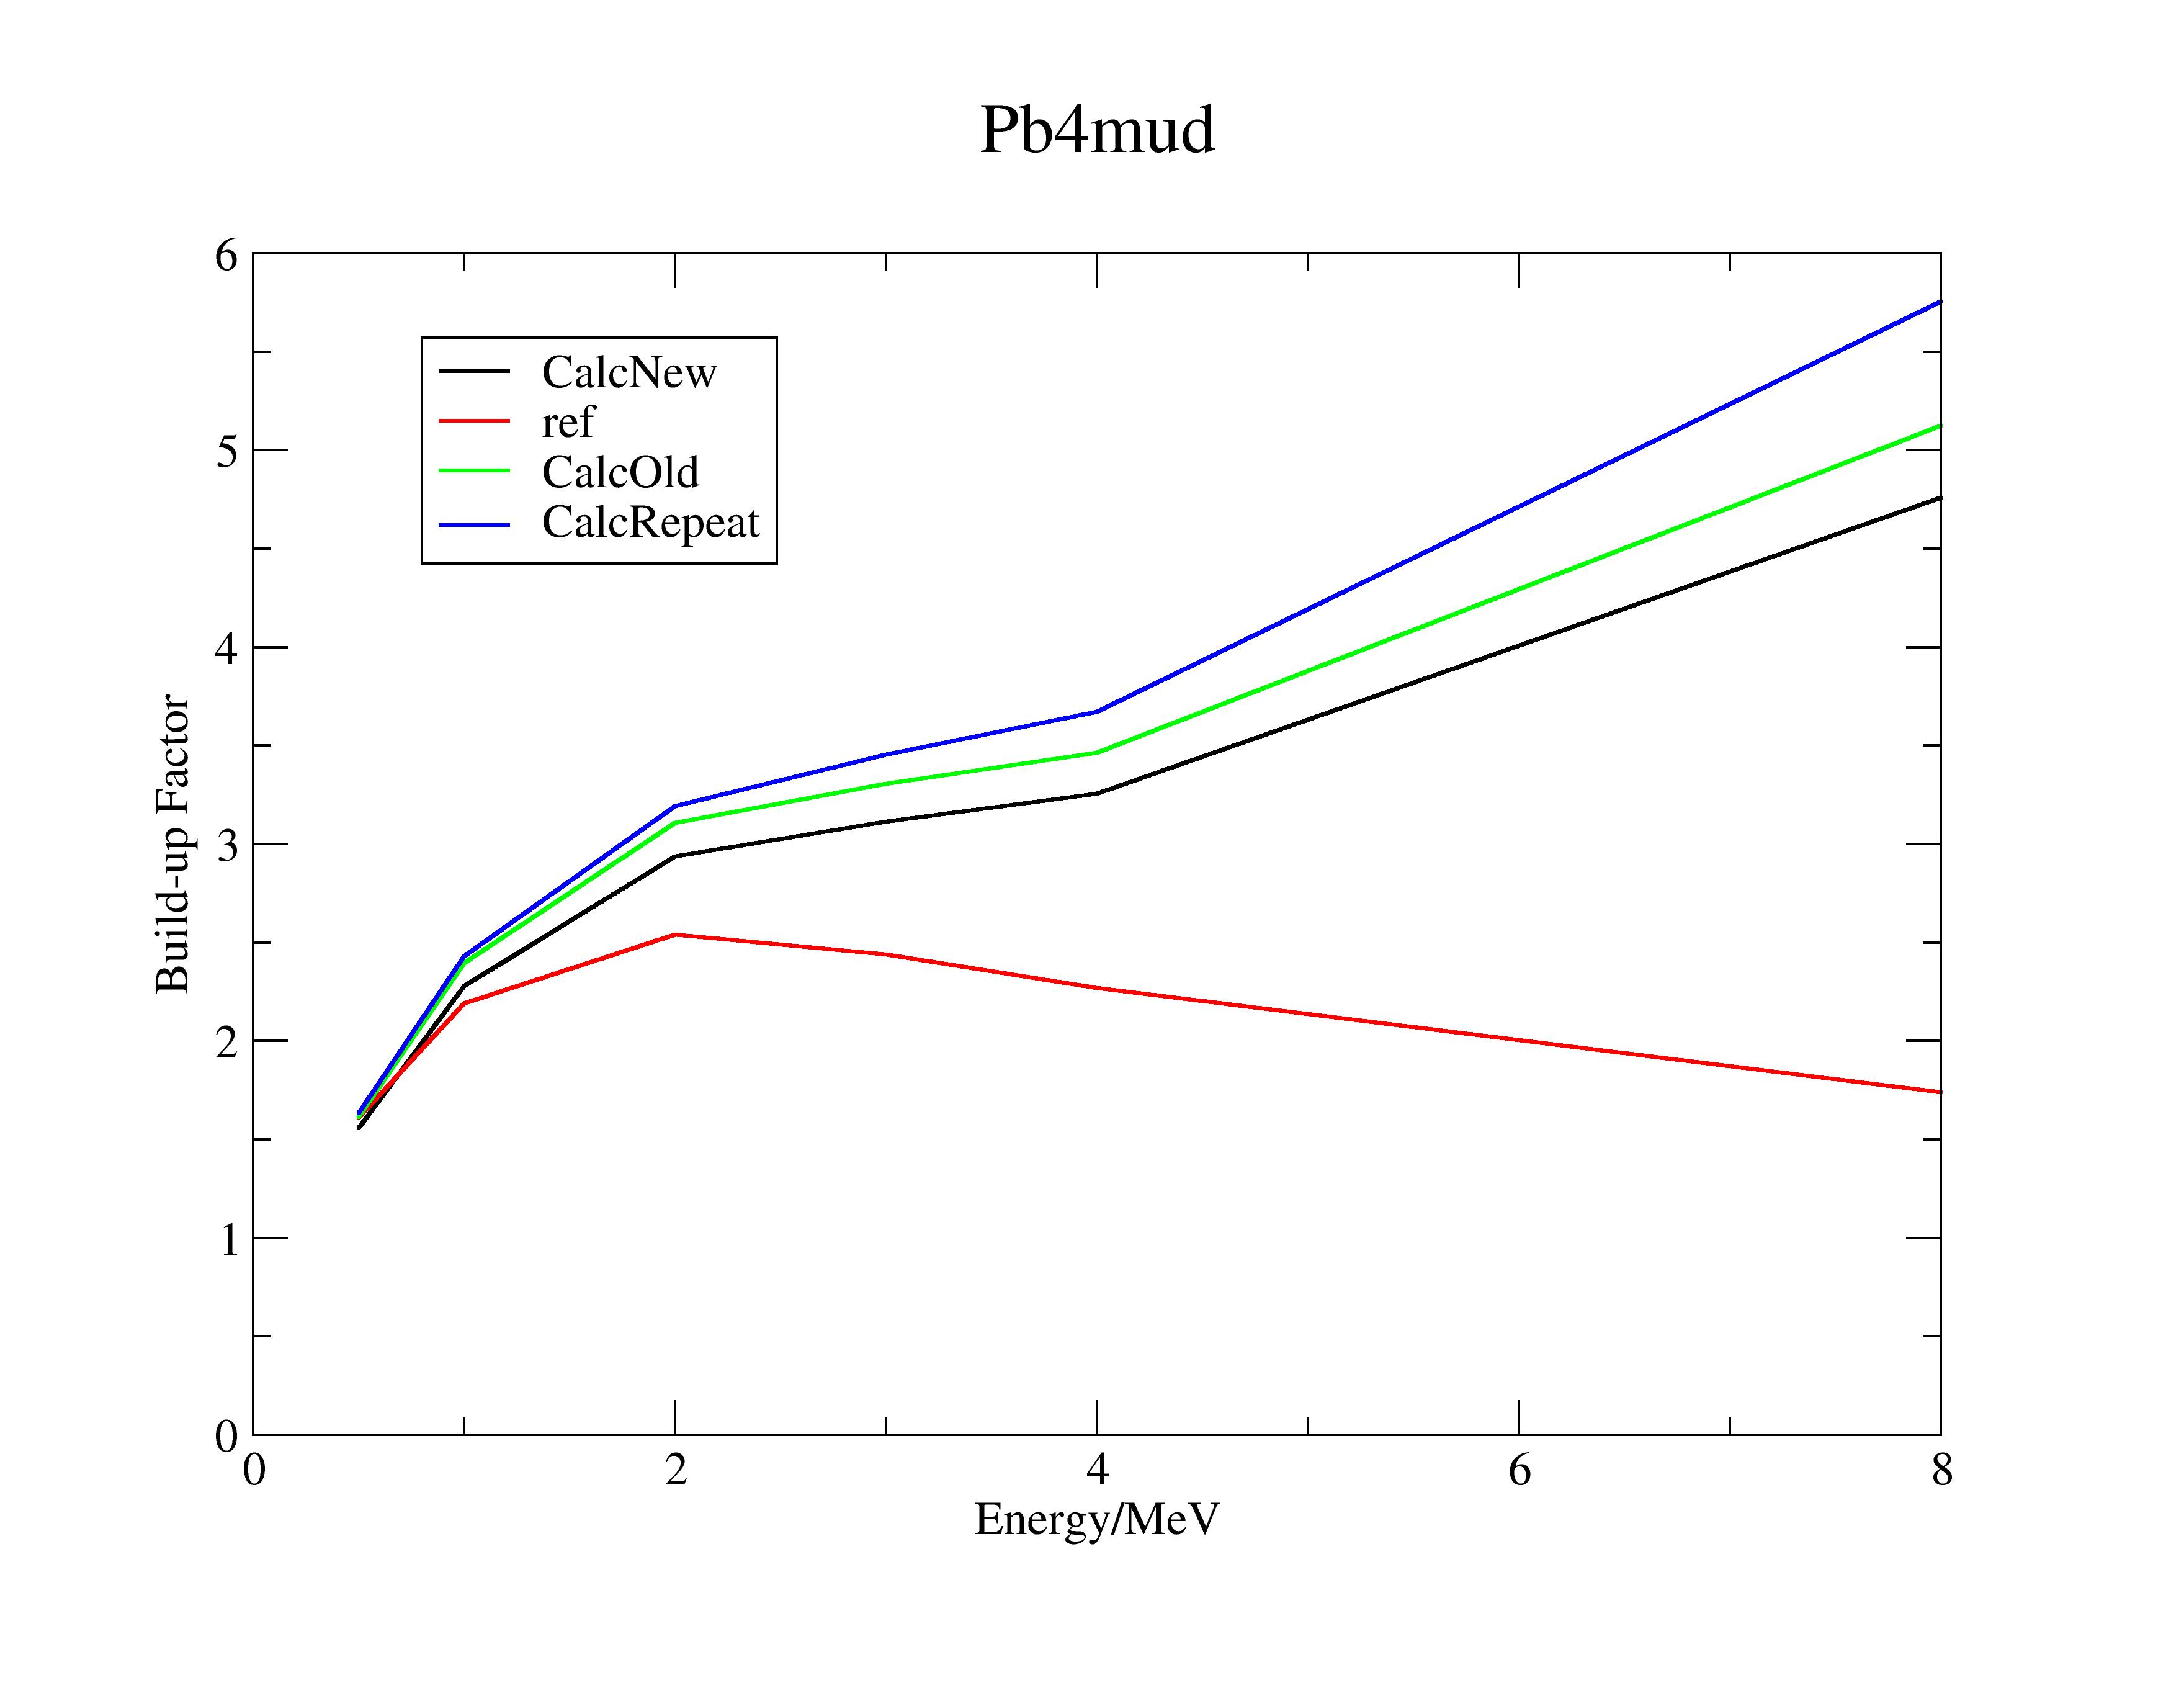 Pb4mud
6
5
4
3
2
1
0
Build-up Factor
CalcNew
ref
CalcOld
CalcRepeat
0 2 4 6 8
Energy/MeV